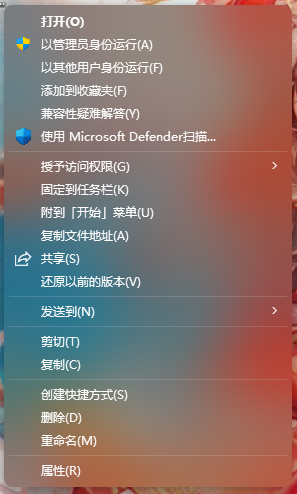 打开(O)
以管理员身份运行(A)
以其他用户身份运行(F)
添加到收藏夹(F)
兼容性疑难解答(Y)
使用 Microsoft Defender扫描...
授予访问权限(G)
固定到任务栏(K)
附到「开始」菜单(U)
复制文件地址(A)
共享(S)
还原以前的版本(V)
发送到(N)
剪切(T)
复制(C)
创建快捷方式(S)
删除(D)
重命名(M)
属性(R)